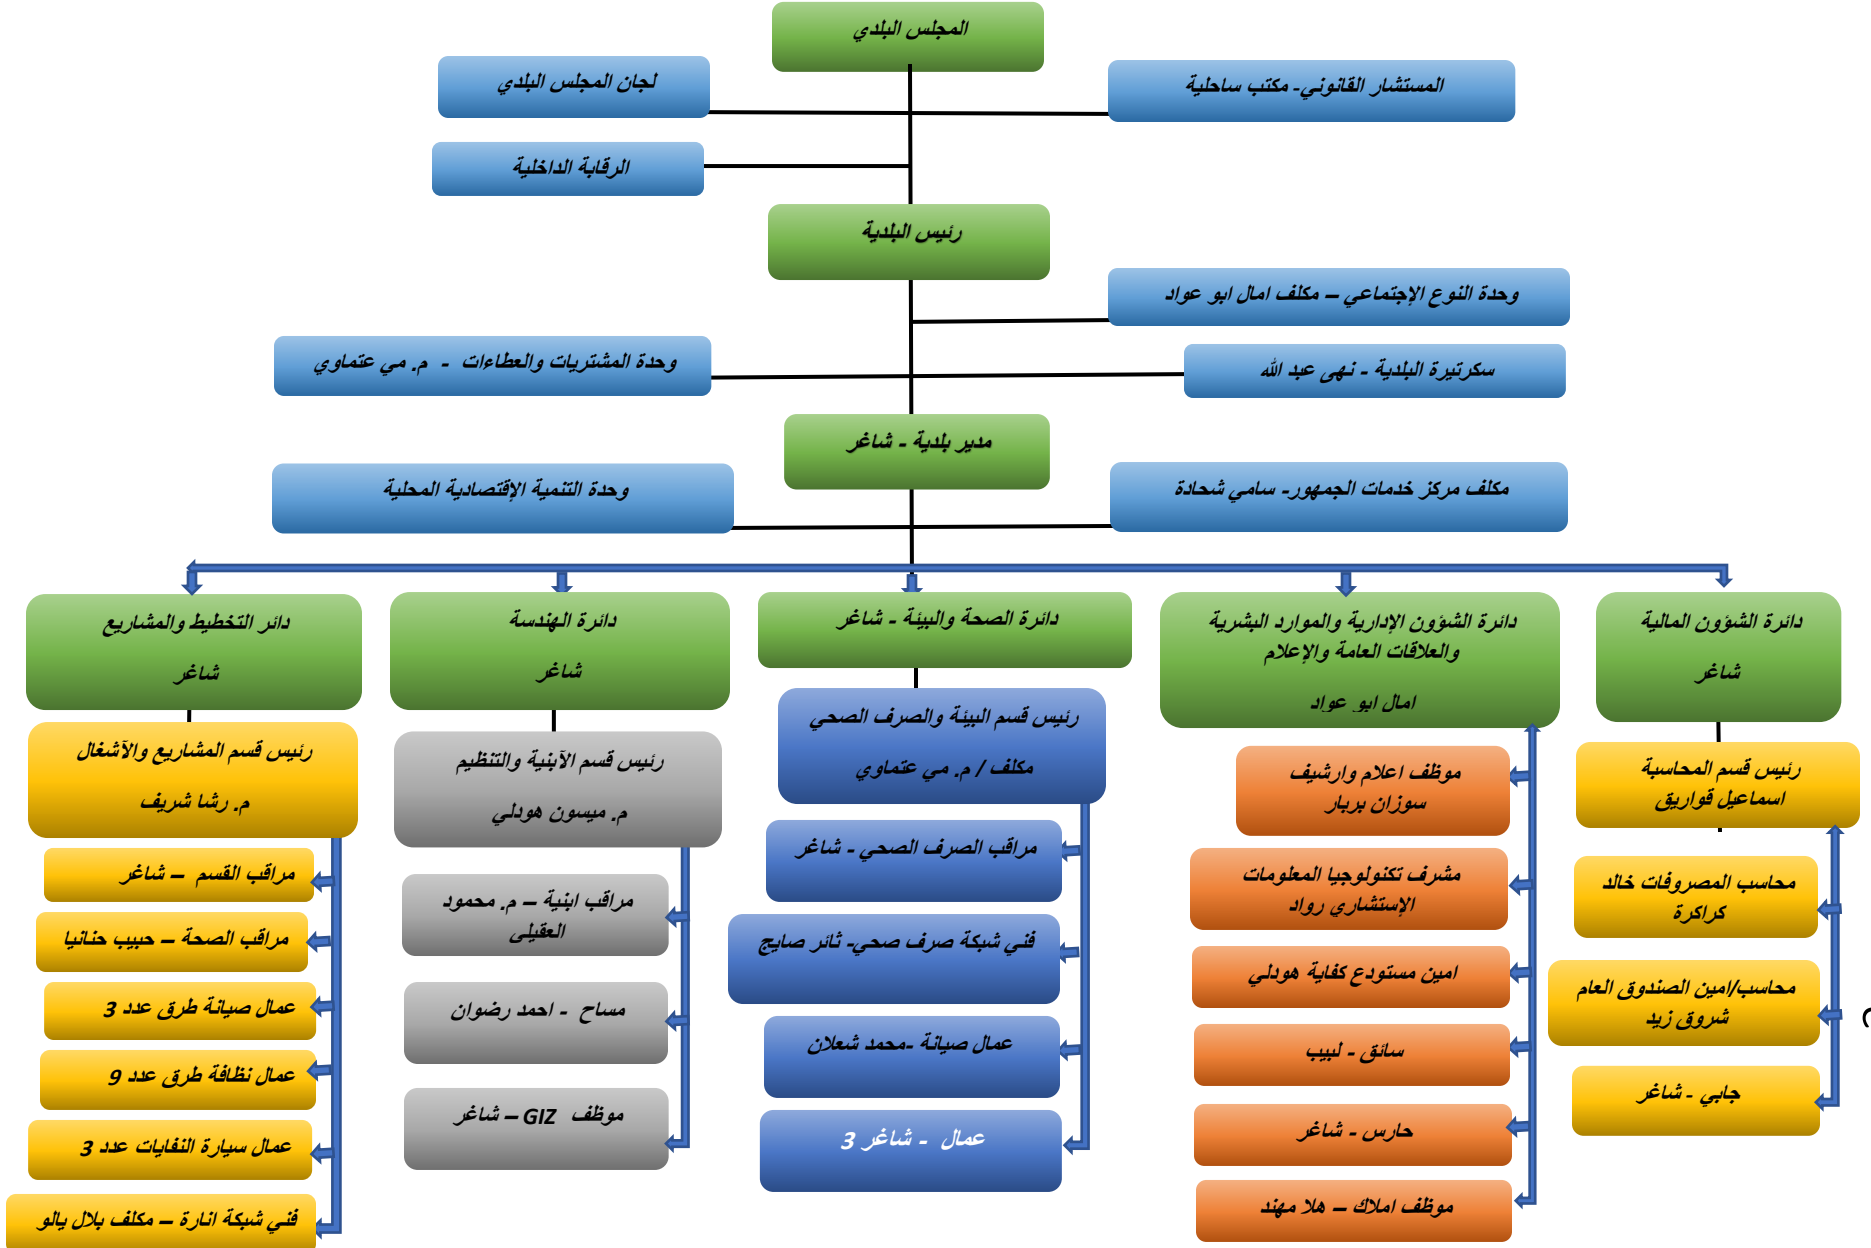 المجلس البلدي
لجان المجلس البلدي
المستشار القانوني- مكتب ساحلية
الرقابة الداخلية
رئيس البلدية
وحدة النوع الإجتماعي – مكلف امال ابو عواد
وحدة المشتريات والعطاءات - م. مي عتماوي
سكرتيرة البلدية - نهى عبد الله
مدير بلدية - شاغر
مكلف مركز خدمات الجمهور- سامي شحادة
وحدة التنمية الإقتصادية المحلية
دائرة الشؤون المالية
شاغر
رئيس قسم المحاسبة
اسماعيل قواريق
محاسب المصروفات خالد
كراكرة
محاسب/امين الصندوق العام
شروق زيد
جابي - شاغر
دائرة الشؤون الإدارية والموارد البشرية
والعلاقات العامة والإعلام
امال ابو عواد
موظف اعلام وارشيف
سوزان بربار
مشرف تكنولوجيا المعلومات
الإستشاري رواد
امين مستودع كفاية هودلي
سائق - لبيب
حارس - شاغر
موظف املاك – هلا مهند
دائرة الصحة والبيئة - شاغر
رئيس قسم البيئة والصرف الصحي
مكلف / م. مي عتماوي
مراقب الصرف الصحي - شاغر
فني شبكة صرف صحي- ثائر صايج
عمال صيانة -محمد شعلان
عمال - شاغر 3
دائرة الهندسة
شاغر
رئيس قسم الآبنية والتنظيم
م. ميسون هودلي
مراقب ابنية – م. محمود
العقيلي
مساح - احمد رضوان
موظف GIZ – شاغر
دائر التخطيط والمشاريع
شاغر
رئيس قسم المشاريع والآشغال
م. رشا شريف
مراقب القسم – شاغر
مراقب الصحة – حبيب حنانيا
عمال صيانة طرق عدد 3
عمال نظافة طرق عدد 9
عمال سيارة النفايات عدد 3
فني شبكة انارة – مكلف بلال يالو